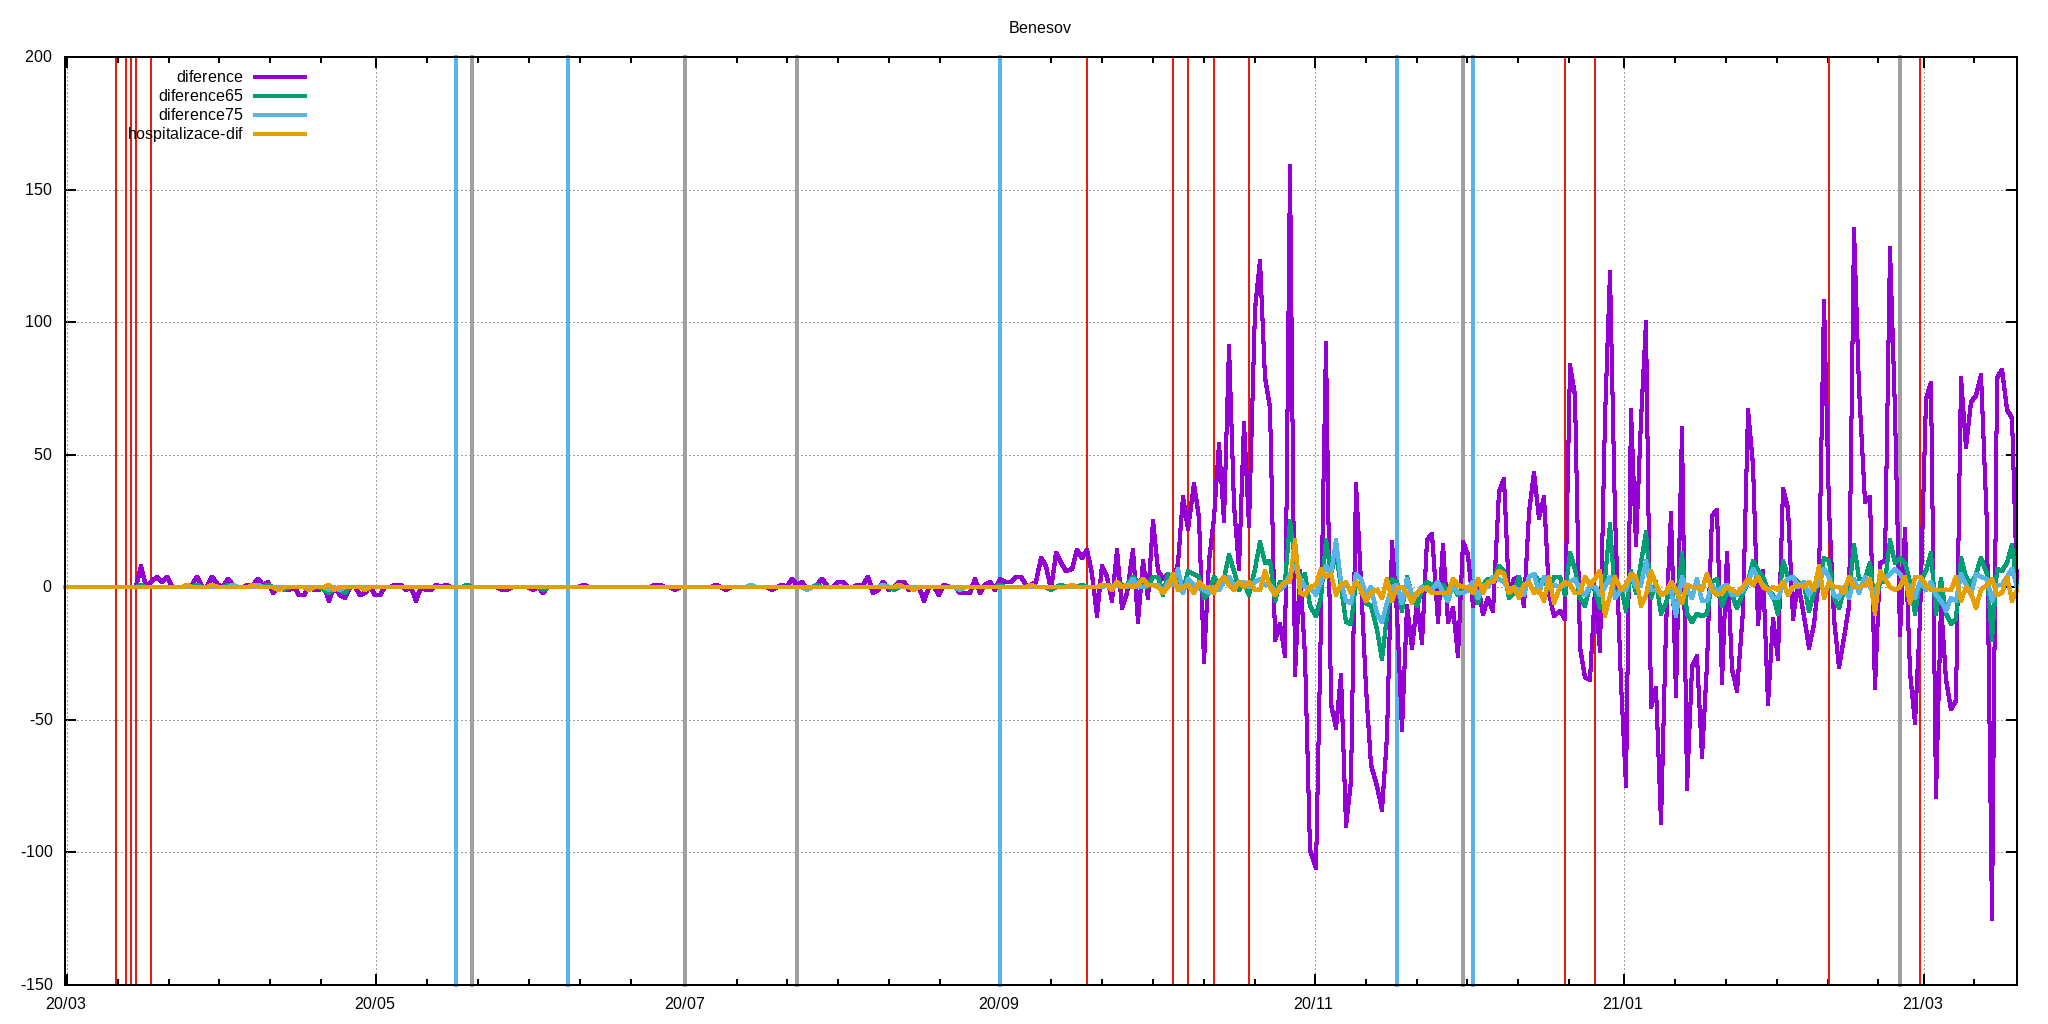 Benesov
200
150
100
50
0
-50
-100
-150
diference
diference65
diference75
hospitalizace-dif
20/03 20/05 20/07 20/09 20/11 21/01 21/03